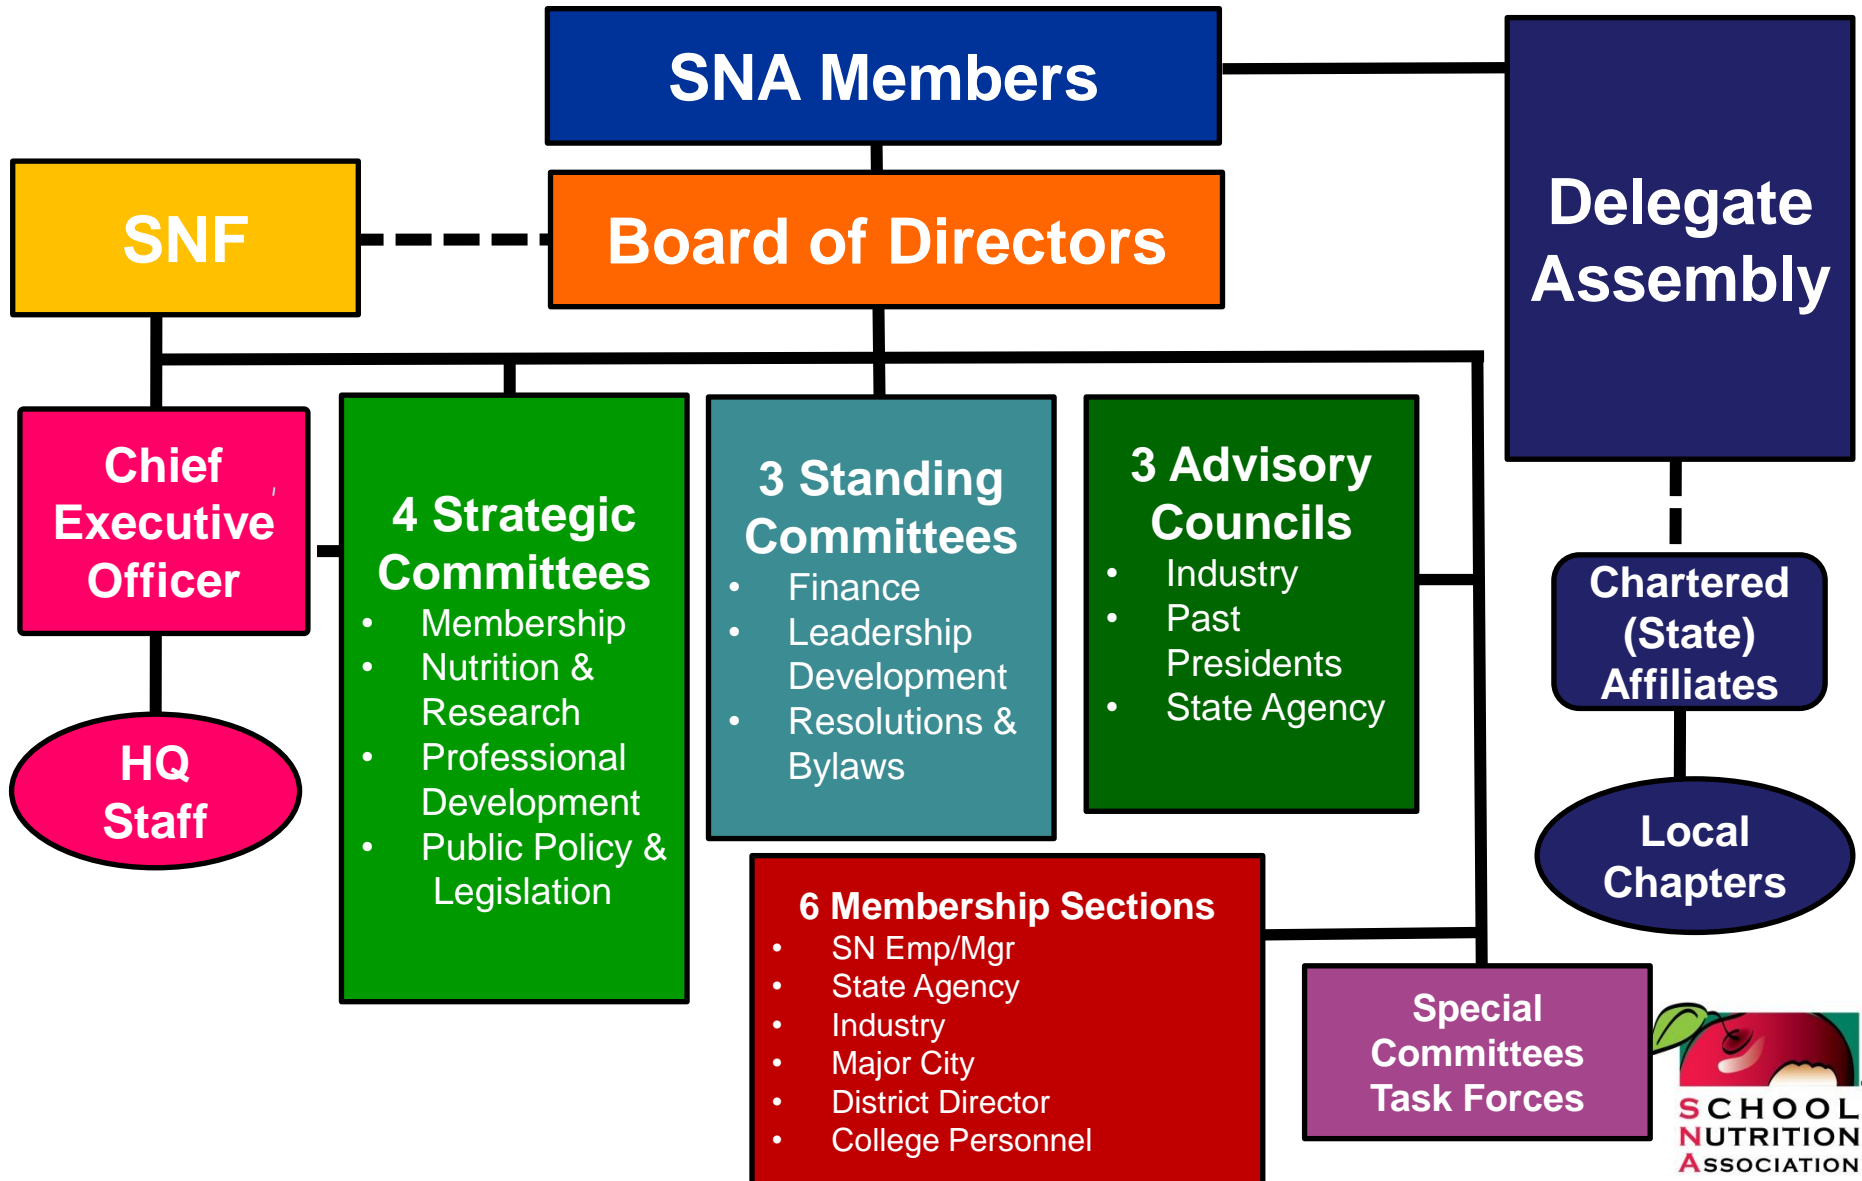 SNA Members
SNF
Board of Directors
Delegate
Assembly
Chief
Executive
Officer
HQ
Staff
4 Strategic
Committees
• Membership
• Nutrition &
Research
• Professional
Development
• Public Policy &
Legislation
3 Standing
Committees
• Finance
• Leadership
Development
• Resolutions &
Bylaws
3 Advisory
Councils
• Industry
• Past
Presidents
• State Agency
Chartered
(State)
Affiliates
Local
Chapters
6 Membership Sections
• SN Emp/Mgr
• State Agency
• Industry
• Major City
• District Director
• College Personnel
Special
Committees
Task Forces
SCHOOL
NUTRITION
ASSOCIATION